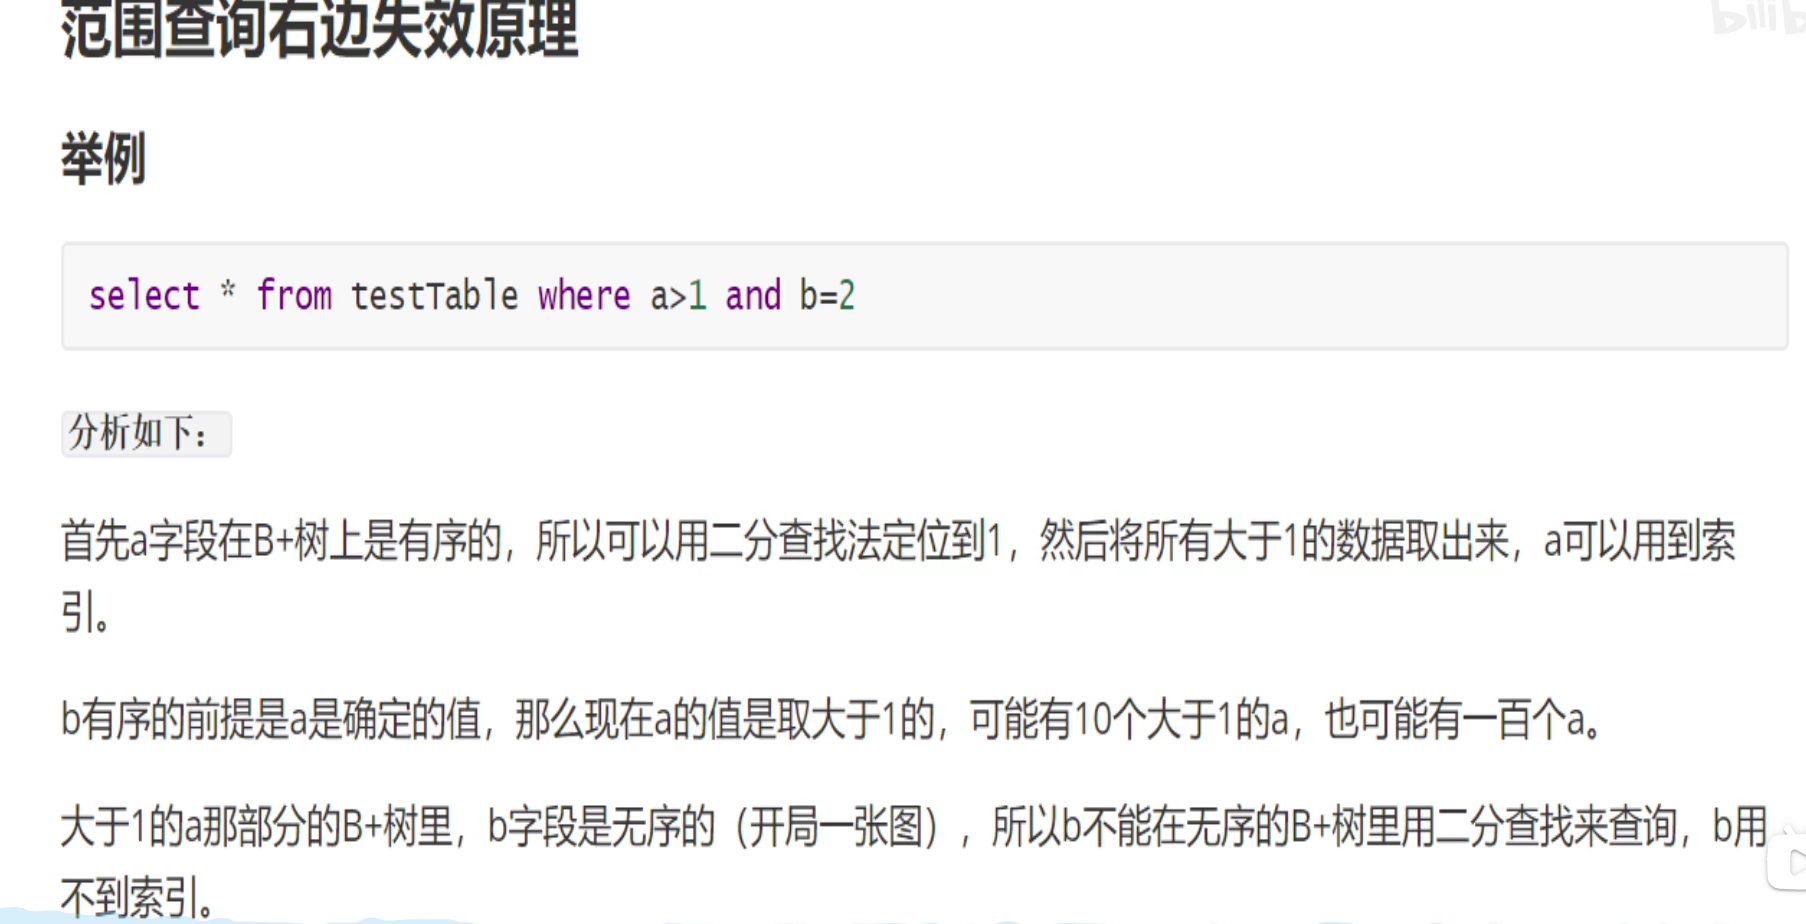 范围查询右边失效原理
举例
select * from testTable where a>1 and b=2
分析如下：
首先a字段在B+树上是有序的，所以可以用二分查找法定位到1，然后将所有大于1的数据取出来，a可以用到索
引。
b有序的前提是a是确定的值，那么现在a的值是取大于1的，可能有10个大于1的a，也可能有一百个a。
大于1的a那部分的B+树里，b字段是无序的（开局一张图），所以b不能在无序的B+树里用二分查找来查询，b用
不到索引。